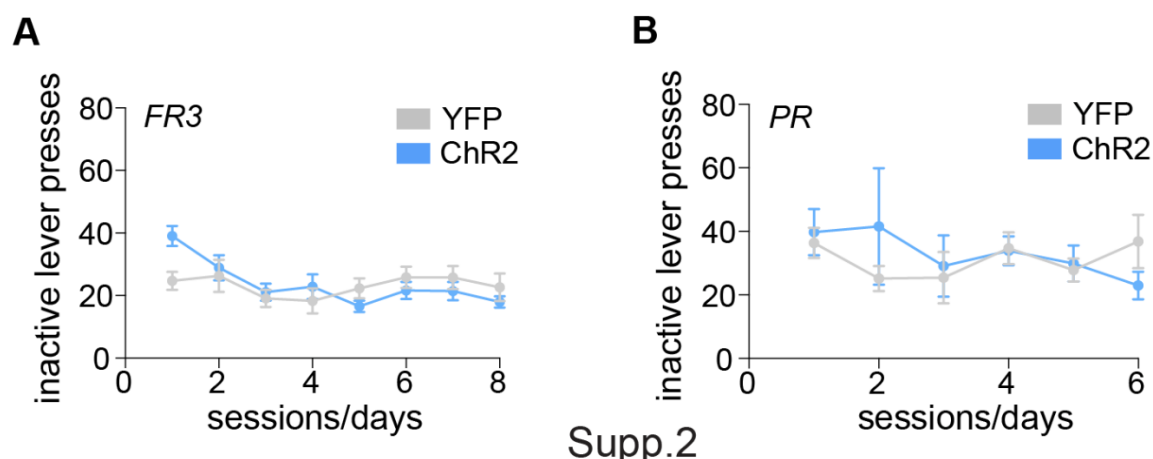 A
inactive lever presses
80
60
40
20
0
FR3
YFP
ChR2
0 2 4 6 8
sessions/days
B
inactive lever presses
80
60
40
20
0
PR
YFP
ChR2
0 2 4 6
sessions/days
Supp.2